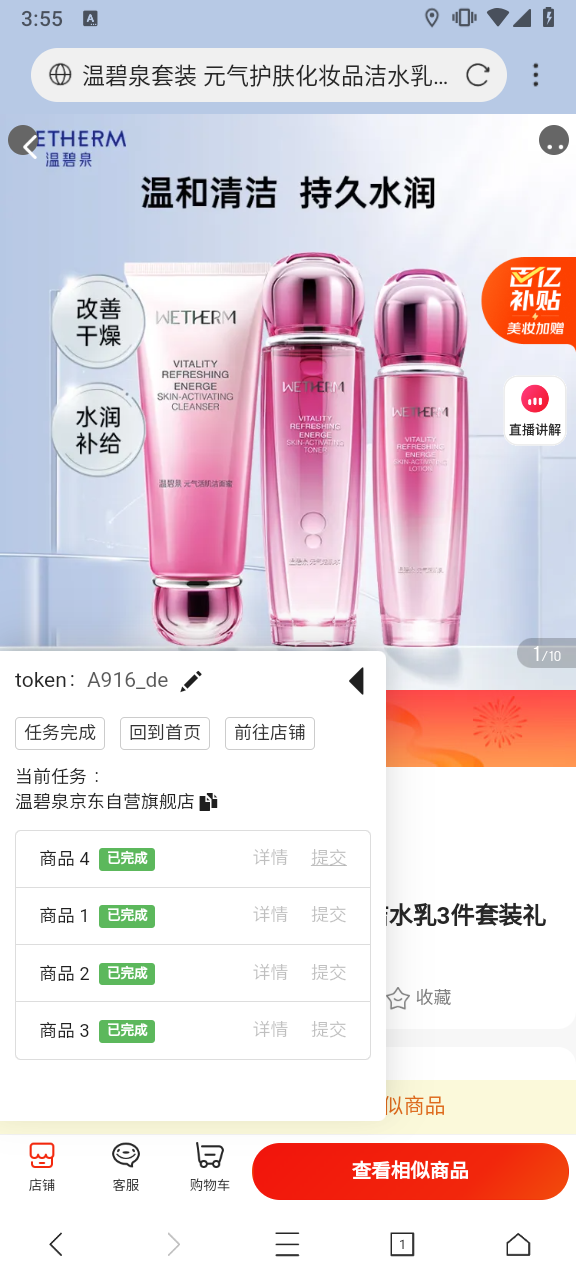 3:55
A
温碧泉套装 元气护肤化妆品洁水乳...
WETHERM
温碧泉
温和清洁 持久水润
改善
干燥
水润
补给
WETHERM
VITALITY
REFRESHING
ENERGE
SKIN-ACTIVATING
CLEANSER
温碧泉 元气活肌洁面蜜
WETHERM
VITALITY
REFRESHING
ENERGE
SKIN-ACTIVATING
TONER
WETHERM
VITALITY
REFRESHING
ENERGE
SKIN-ACTIVATING
LOTION
百亿
补贴
美妆加赠
直播讲解
1/10
token: A916_de
任务完成 回到首页 前往店铺
当前任务：
温碧泉京东自营旗舰店
商品 4 已完成 详情 提交
商品 1 已完成 详情 提交
商品 2 已完成 详情 提交
商品 3 已完成 详情 提交
水乳3件套装礼
收藏
似商品
店铺
客服
购物车
查看相似商品
1